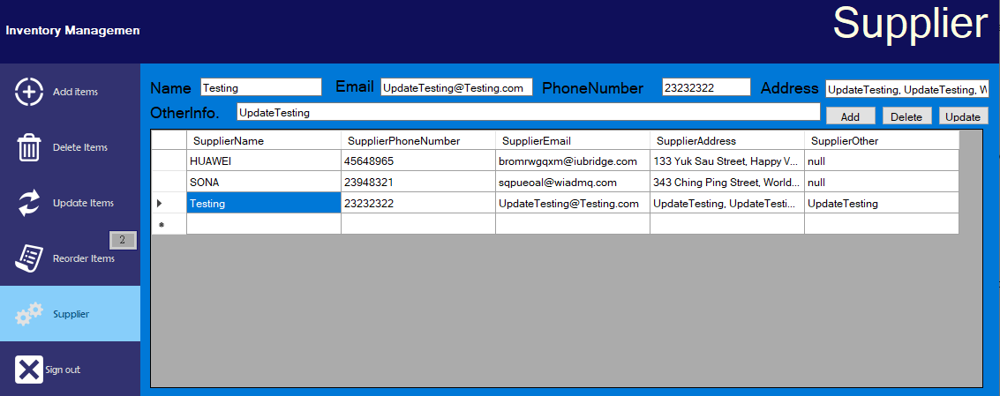 Inventory Managemen
Supplier
Add items
Delete Items
Update Items
2
Reorder Items
Supplier
Sign out
Name Testing Email UpdateTesting@Testing.com PhoneNumber 23232322 Address UpdateTesting, UpdateTesting, W
OtherInfo. UpdateTesting Add Delete Update
SupplierName SupplierPhoneNumber SupplierEmail SupplierAddress SupplierOther
HUAWEI 45648965 bromrwgqxm@iubridge.com 133 Yuk Sau Street, Happy V... null
SONA 23948321 sqpueoal@wiadmq.com 343 Ching Ping Street, World... null
Testing 23232322 UpdateTesting@Testing.com UpdateTesting, UpdateTesti... UpdateTesting